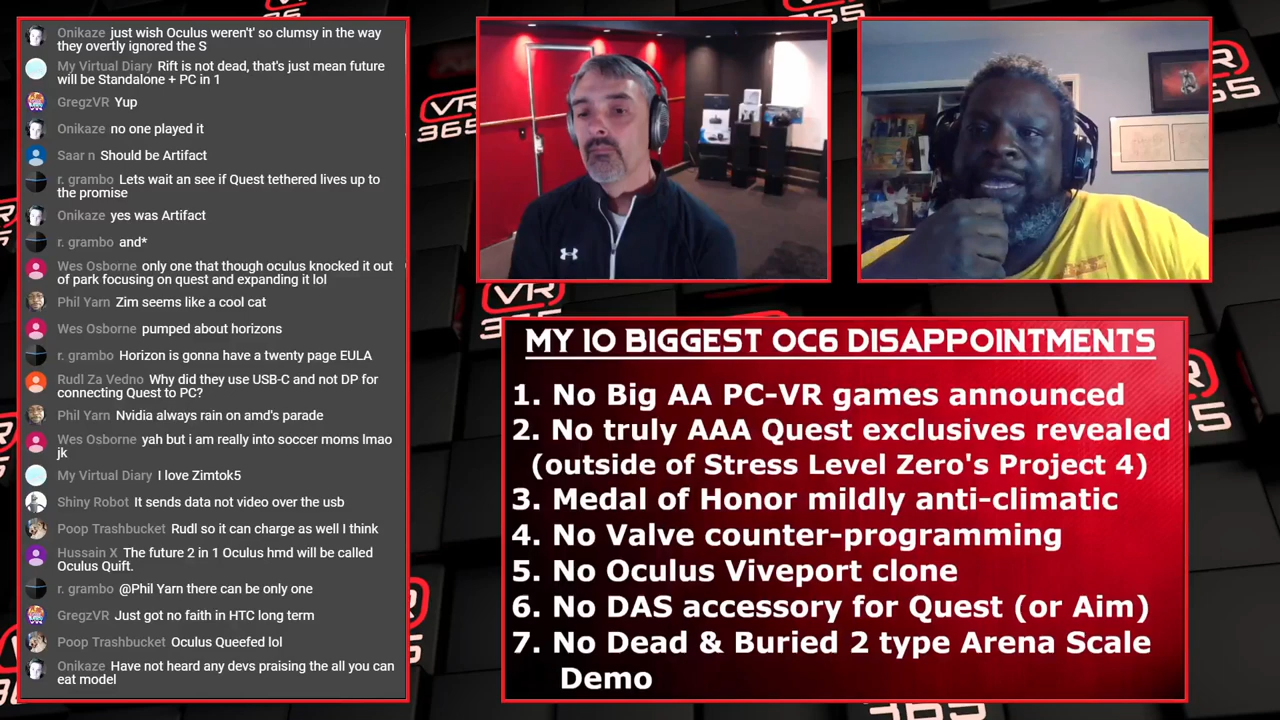 Onikaze just wish Oculus weren't' so clumsy in the way
they overtly ignored the S
My Virtual Diary Rift is not dead, that's just mean future
will be Standalone + PC in 1
GregzVR Yup
Onikaze no one played it
Saar n Should be Artifact
r. grambo Lets wait an see if Quest tethered lives up to
the promise
Onikaze yes was Artifact
r. grambo and*
Wes Osborne only one that though oculus knocked it out
of park focusing on quest and expanding it lol
Phil Yarn Zim seems like a cool cat
Wes Osborne pumped about horizons
r. grambo Horizon is gonna have a twenty page EULA
Rudl Za Vedno Why did they use USB-C and not DP for
connecting Quest to PC?
Phil Yarn Nvidia always rain on amd's parade
Wes Osborne yah but i am really into soccer moms lmao
jk
My Virtual Diary I love Zimtok5
Shiny Robot It sends data not video over the usb
Poop Trashbucket Rudl so it can charge as well I think
Hussain X The future 2 in 1 Oculus hmd will be called
Oculus Quift.
r. grambo @Phil Yarn there can be only one
GregzVR Just got no faith in HTC long term
Poop Trashbucket Oculus Queefed lol
Onikaze Have not heard any devs praising the all you can
eat model
VR
365
VR
365
MY 10 BIGGEST OC6 DISAPPOINTMENTS
1. No Big AA PC-VR games announced
2. No truly AAA Quest exclusives revealed
(outside of Stress Level Zero's Project 4)
3. Medal of Honor mildly anti-climatic
4. No Valve counter-programming
5. No Oculus Viveport clone
6. No DAS accessory for Quest (or Aim)
7. No Dead & Buried 2 type Arena Scale
Demo
365